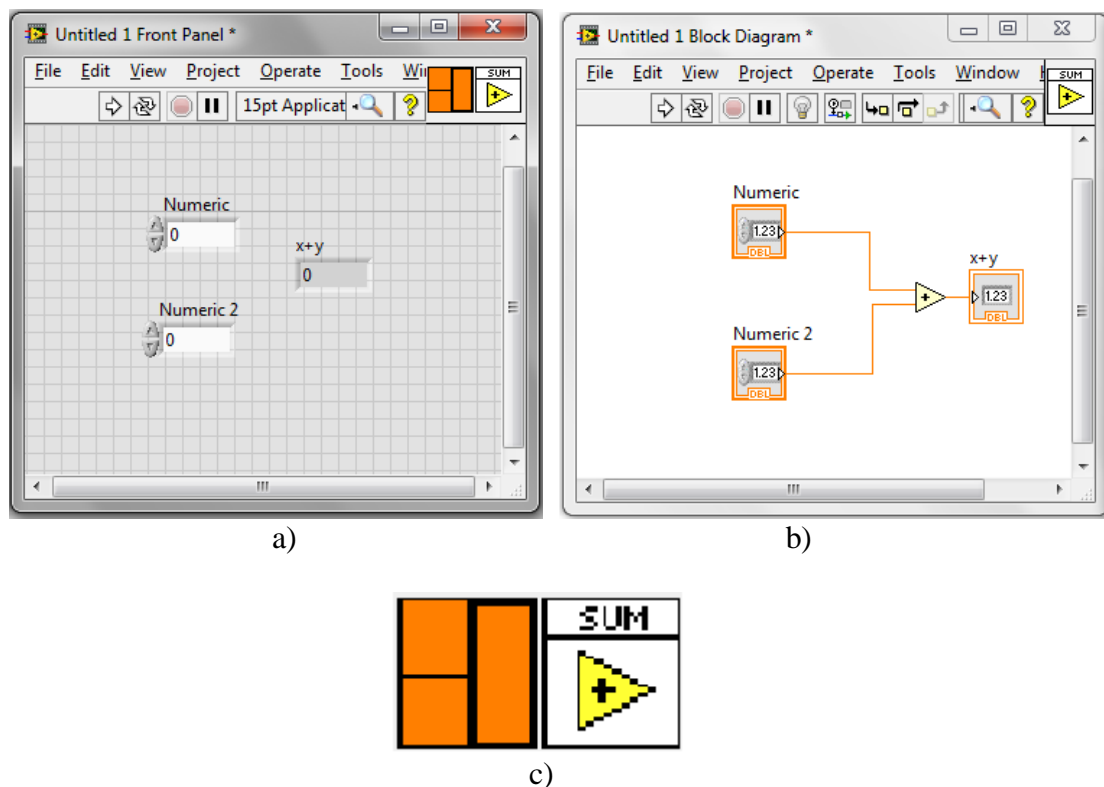 Untitled 1 Front Panel *
File Edit View Project Operate Tools Wi
SUM
15pt Applicat
?
Numeric
0
x+y
0
Numeric 2
0
a)
Untitled 1 Block Diagram *
File Edit View Project Operate Tools Window
SUM
?
Numeric
1.23
DBL
x+y
1.23
DBL
Numeric 2
1.23
DBL
b)
SUM
+
c)